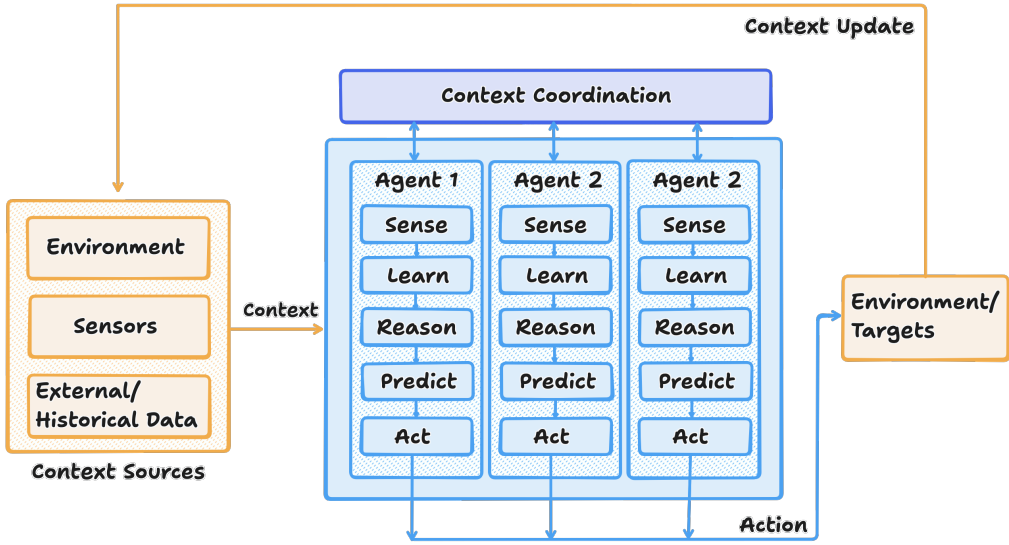 Context Update
Context Coordination
Agent 1
Sense
Learn
Reason
Predict
Act
Agent 2
Sense
Learn
Reason
Predict
Act
Agent 2
Sense
Learn
Reason
Predict
Act
Environment
Sensors
External/
Historical Data
Context Sources
Context
Environment/
Targets
Action